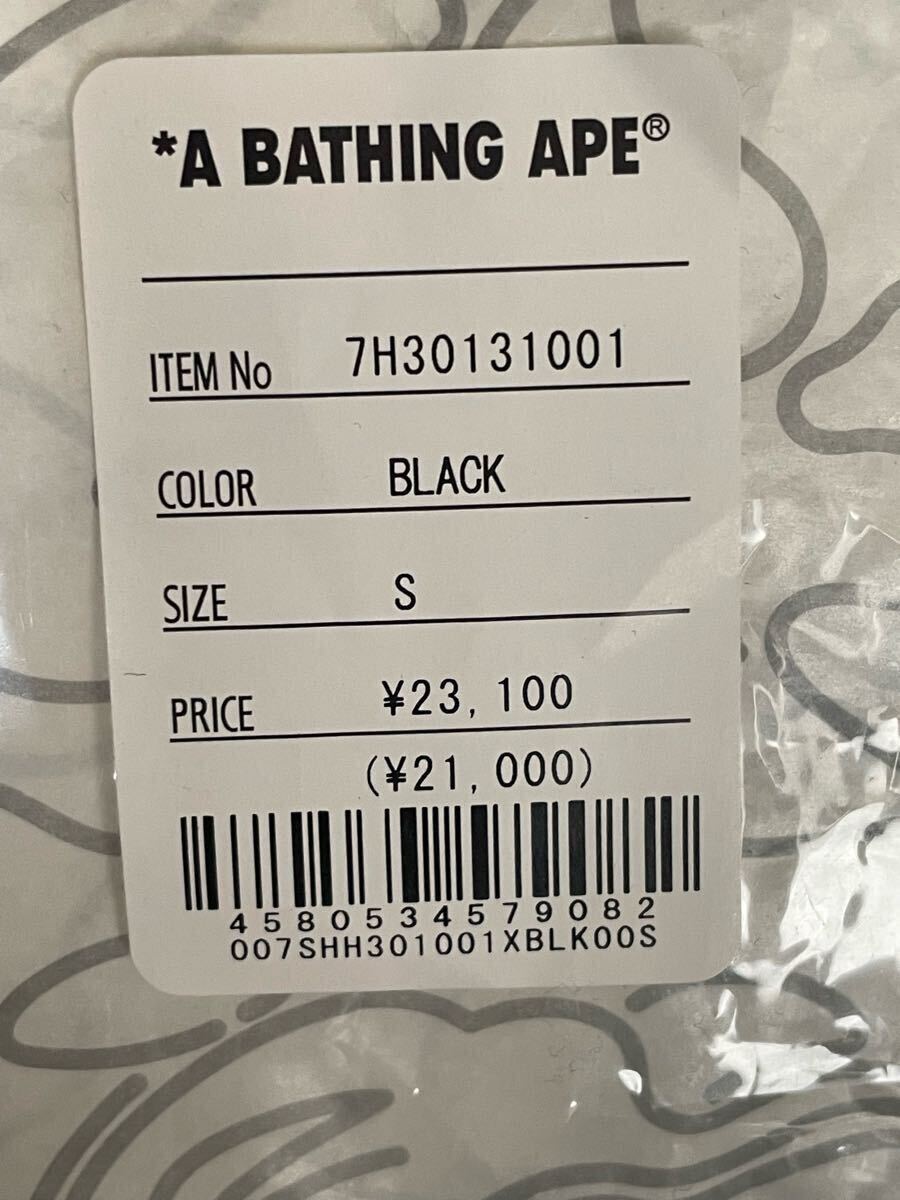 *A BATHING APE®
ITEM No 7H30131001
COLOR BLACK
SIZE S
PRICE ¥23,100
(¥21,000)
4580534579082
007SHH301001XBLK00S